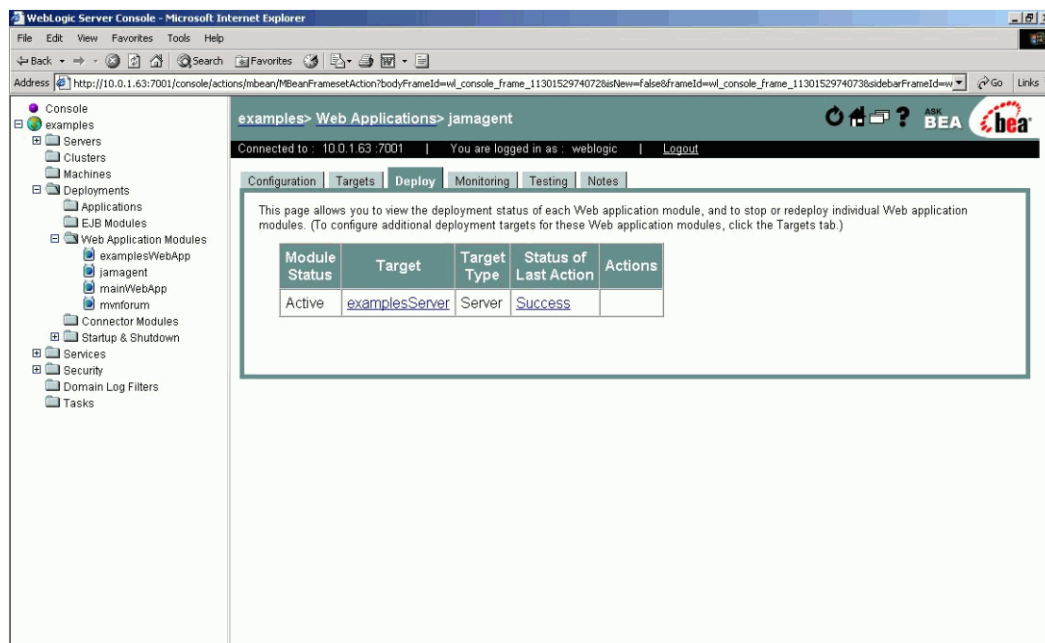 WebLogic Server Console - Microsoft Internet Explorer
File Edit View Favorites Tools Help
Back Search Favorites
Address http://10.0.1.63:7001/console/actions/mbean/MBeanFramesetAction?bodyFrameId=wl_console_frame_1130152974072&isNew=false&frameId=wl_console_frame_1130152974073&sidebarFrameId=w Go Links
Console
examples
Servers
Clusters
Machines
Deployments
Applications
EJB Modules
Web Application Modules
examplesWebApp
jamagent
mainWebApp
mvnforum
Connector Modules
Startup & Shutdown
Services
Security
Domain Log Filters
Tasks
examples> Web Applications> jamagent
? ASK BEA bea
Connected to : 10.0.1.63 :7001 | You are logged in as : weblogic | Logout
Configuration Targets Deploy Monitoring Testing Notes
This page allows you to view the deployment status of each Web application module, and to stop or redeploy individual Web application
modules. (To configure additional deployment targets for these Web application modules, click the Targets tab.)
Module Status Target Target Type Status of Last Action Actions
Active examplesServer Server Success